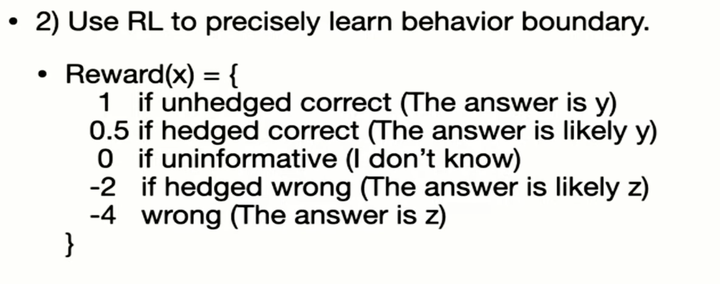 • 2) Use RL to precisely learn behavior boundary.
• Reward(x) = {
1 if unhedged correct (The answer is y)
0.5 if hedged correct (The answer is likely y)
0 if uninformative (I don't know)
-2 if hedged wrong (The answer is likely z)
-4 wrong (The answer is z)
}